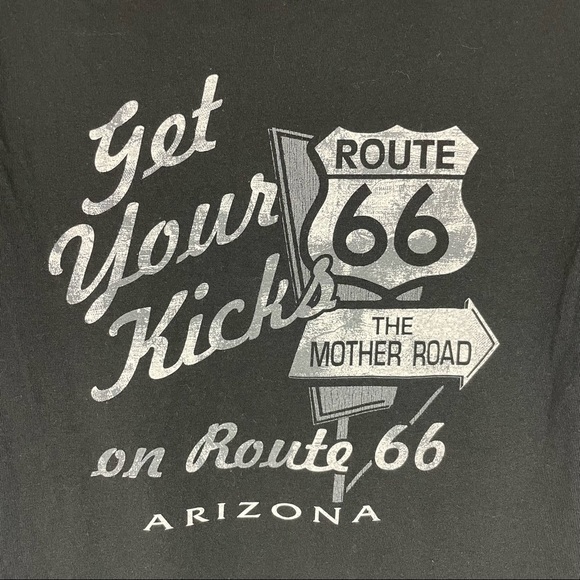 Get
Your
Kicks
on Route 66
ARIZONA
ROUTE
66
THE
MOTHER ROAD